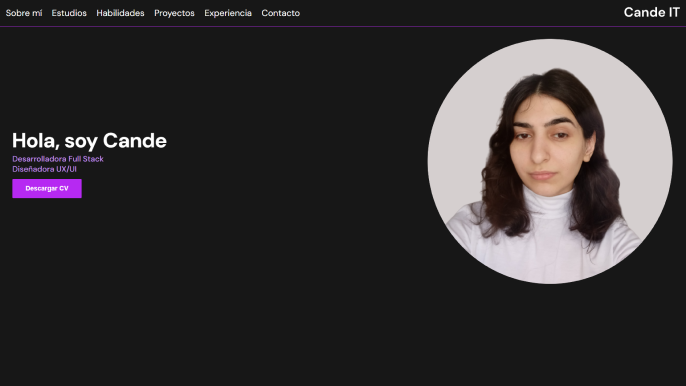 Sobre mí Estudios Habilidades Proyectos Experiencia Contacto
Cande IT
Hola, soy Cande
Desarrolladora Full Stack
Diseñadora UX/UI
Descargar CV